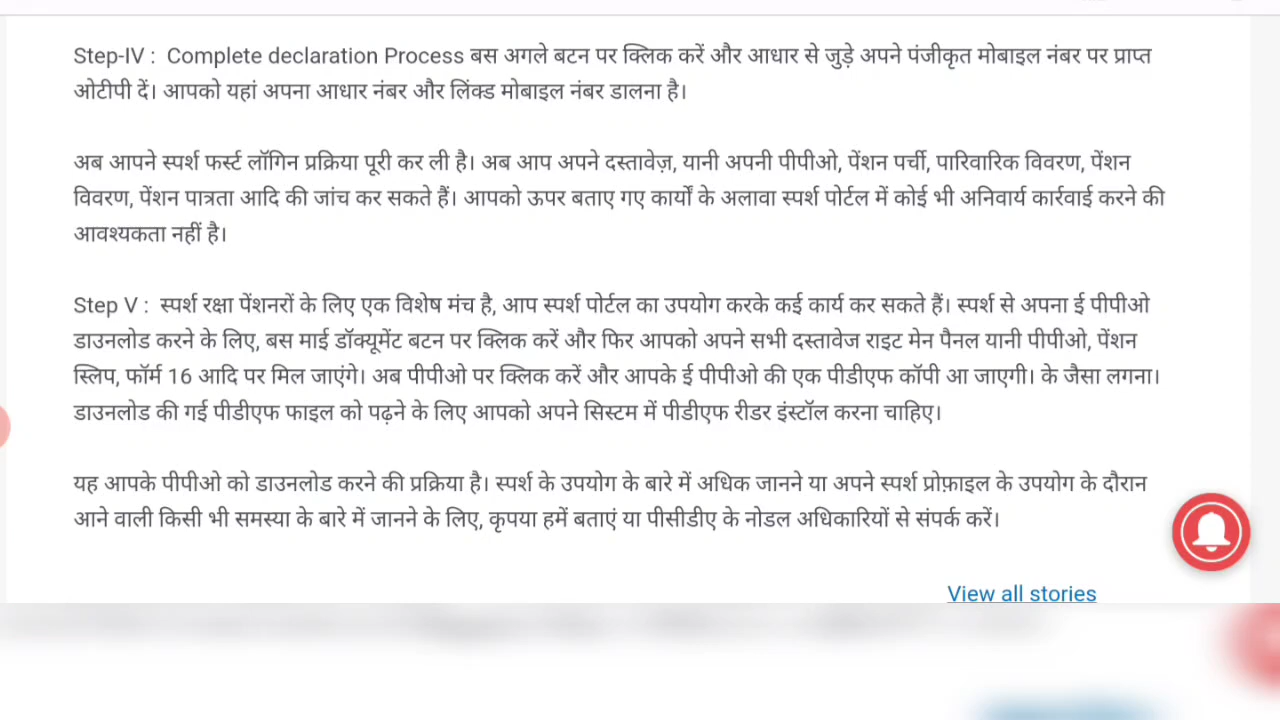 Step-IV :  Complete declaration Process बस अगले बटन पर क्लिक करें और आधार से जुड़े अपने पंजीकृत मोबाइल नंबर पर प्राप्त
ओटीपी दें। आपको यहां अपना आधार नंबर और लिंक्ड मोबाइल नंबर डालना है।
अब आपने स्पर्श फर्स्ट लॉगिन प्रक्रिया पूरी कर ली है। अब आप अपने दस्तावेज़, यानी अपनी पीपीओ, पेंशन पर्ची, पारिवारिक विवरण, पेंशन
विवरण, पेंशन पात्रता आदि की जांच कर सकते हैं। आपको ऊपर बताए गए कार्यों के अलावा स्पर्श पोर्टल में कोई भी अनिवार्य कार्रवाई करने की
आवश्यकता नहीं है।
Step V :  स्पर्श रक्षा पेंशनरों के लिए एक विशेष मंच है, आप स्पर्श पोर्टल का उपयोग करके कई कार्य कर सकते हैं। स्पर्श से अपना ई पीपीओ
डाउनलोड करने के लिए, बस माई डॉक्यूमेंट बटन पर क्लिक करें और फिर आपको अपने सभी दस्तावेज राइट मेन पैनल यानी पीपीओ, पेंशन
स्लिप, फॉर्म 16 आदि पर मिल जाएंगे। अब पीपीओ पर क्लिक करें और आपके ई पीपीओ की एक पीडीएफ कॉपी आ जाएगी। के जैसा लगना।
डाउनलोड की गई पीडीएफ फाइल को पढ़ने के लिए आपको अपने सिस्टम में पीडीएफ रीडर इंस्टॉल करना चाहिए।
यह आपके पीपीओ को डाउनलोड करने की प्रक्रिया है। स्पर्श के उपयोग के बारे में अधिक जानने या अपने स्पर्श प्रोफ़ाइल के उपयोग के दौरान
आने वाली किसी भी समस्या के बारे में जानने के लिए, कृपया हमें बताएं या पीसीडीए के नोडल अधिकारियों से संपर्क करें।
View all stories